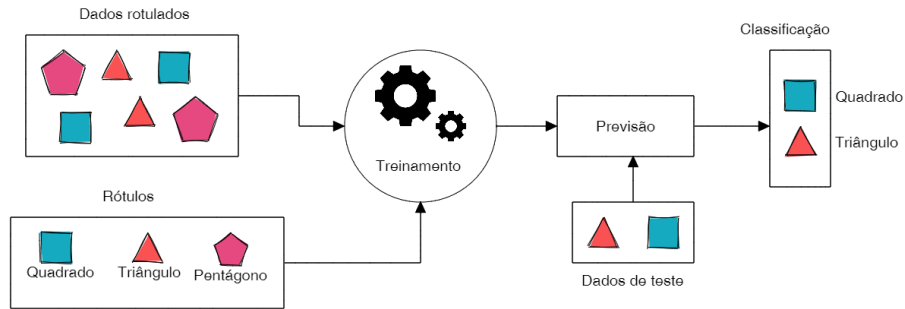 Dados rotulados
Classificação
Quadrado
Triângulo
Previsão
Treinamento
Rótulos
Quadrado
Triângulo
Pentágono
Dados de teste